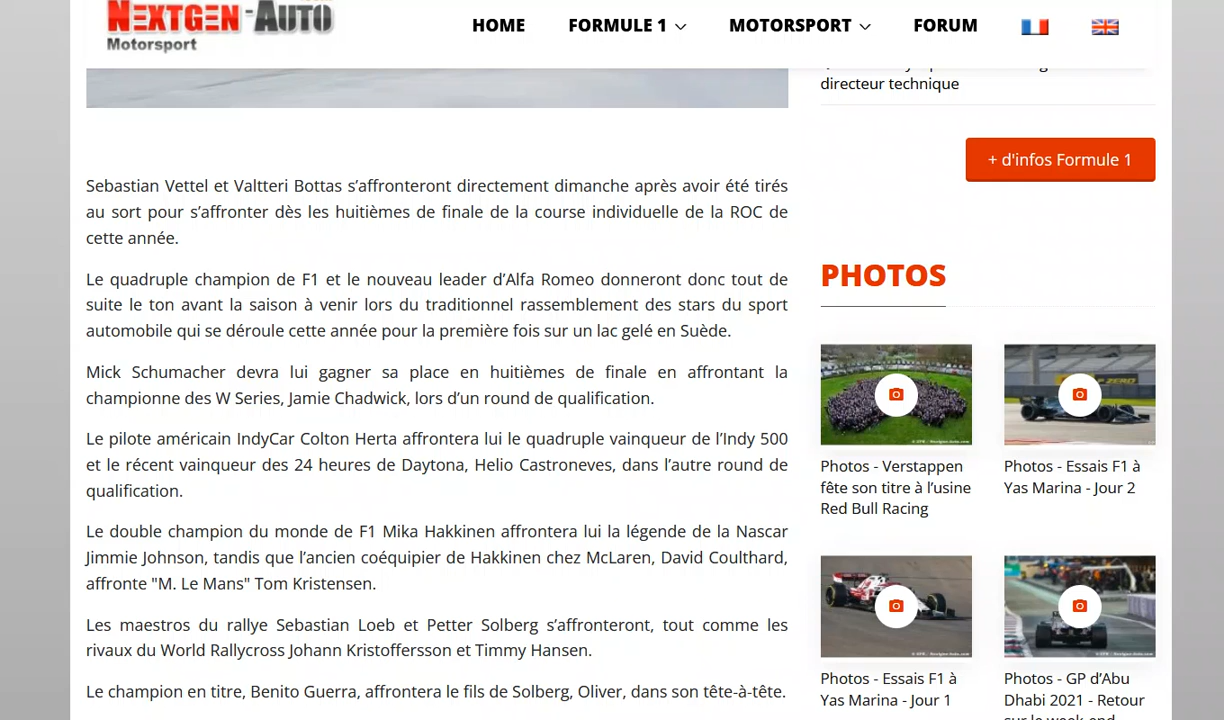 NEXTGEN-AUTO
Motorsport
HOME
FORMULE 1
MOTORSPORT
FORUM
directeur technique
+ d'infos Formule 1
Sebastian Vettel et Valtteri Bottas s’affronteront directement dimanche après avoir été tirés
au sort pour s’affronter dès les huitièmes de finale de la course individuelle de la ROC de
cette année.
Le quadruple champion de F1 et le nouveau leader d’Alfa Romeo donneront donc tout de
suite le ton avant la saison à venir lors du traditionnel rassemblement des stars du sport
automobile qui se déroule cette année pour la première fois sur un lac gelé en Suède.
Mick Schumacher devra lui gagner sa place en huitièmes de finale en affrontant la
championne des W Series, Jamie Chadwick, lors d’un round de qualification.
Le pilote américain IndyCar Colton Herta affrontera lui le quadruple vainqueur de l’Indy 500
et le récent vainqueur des 24 heures de Daytona, Helio Castroneves, dans l’autre round de
qualification.
Le double champion du monde de F1 Mika Hakkinen affrontera lui la légende de la Nascar
Jimmie Johnson, tandis que l’ancien coéquipier de Hakkinen chez McLaren, David Coulthard,
affronte "M. Le Mans" Tom Kristensen.
Les maestros du rallye Sebastian Loeb et Petter Solberg s’affronteront, tout comme les
rivaux du World Rallycross Johann Kristoffersson et Timmy Hansen.
Le champion en titre, Benito Guerra, affrontera le fils de Solberg, Oliver, dans son tête-à-tête.
PHOTOS
Photos - Verstappen
fête son titre à l’usine
Red Bull Racing
Photos - Essais F1 à
Yas Marina - Jour 2
Photos - Essais F1 à
Yas Marina - Jour 1
Photos - GP d’Abu
Dhabi 2021 - Retour
sur le week-end